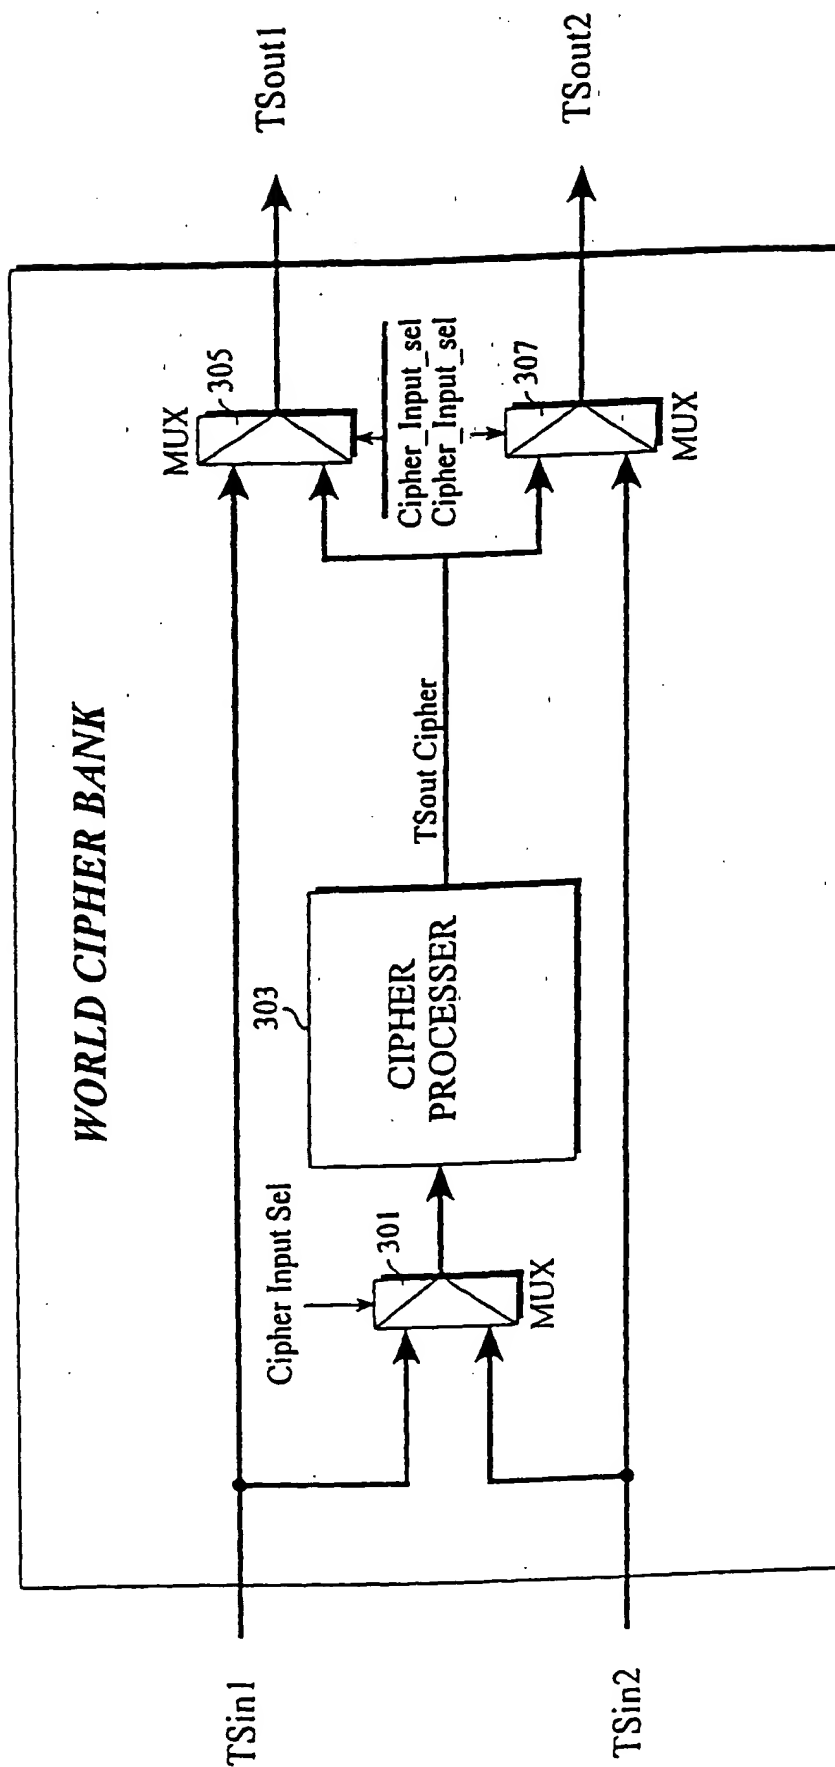 WORLD CIPHER BANK
TSin1
TSin2
Cipher Input Sel
301
MUX
303
CIPHER
PROCESSER
TSout Cipher
MUX
305
Cipher_Input_sel
Cipher_Input_sel
307
MUX
TSout1
TSout2